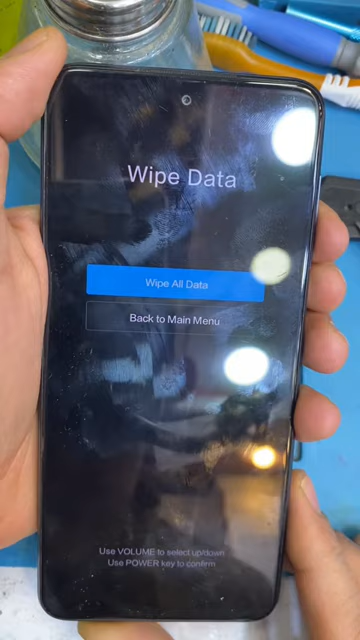 Wipe Data
Wipe All Data
Back to Main Menu
Use VOLUME to select up/down
Use POWER key to confirm